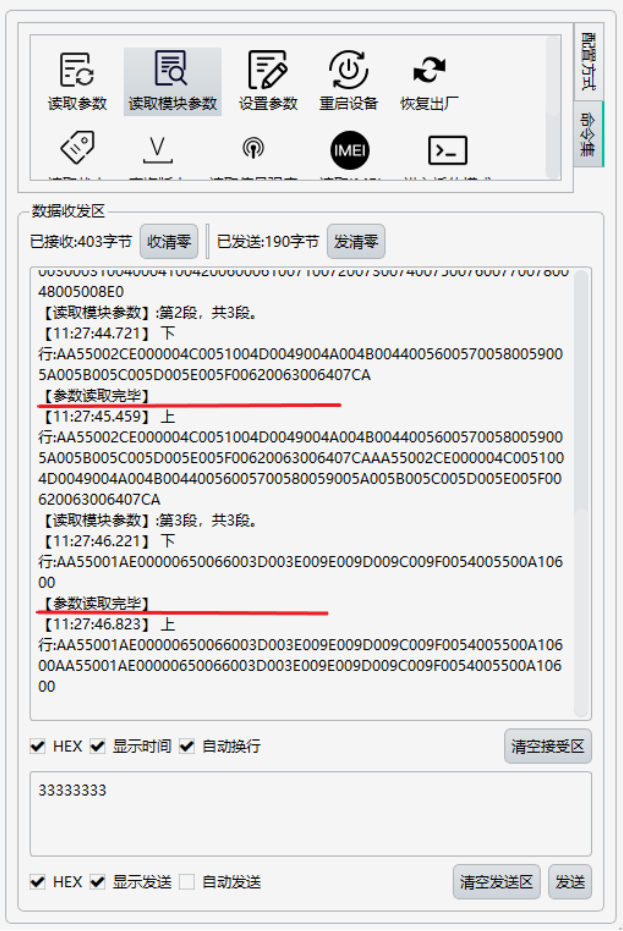 配置方式
命令集
读取参数 读取模块参数 设置参数 重启设备 恢复出厂
IMEI
数据收发区
已接收:403字节 收清零 已发送:190字节 发清零
48005008E0
【读取模块参数】:第2段，共3段。
【11:27:44.721】 下
行:AA55002CE000004C0051004D0049004A004B0044005600570058005900
5A005B005C005D005E005F00620063006407CA
【参数读取完毕】
【11:27:45.459】 上
行:AA55002CE000004C0051004D0049004A004B0044005600570058005900
5A005B005C005D005E005F00620063006407CAAA55002CE000004C005100
4D0049004A004B00440056005700580059005A005B005C005D005E005F00
620063006407CA
【读取模块参数】:第3段，共3段。
【11:27:46.221】 下
行:AA55001AE00000650066003D003E009E009D009C009F0054005500A106
00
【参数读取完毕】
【11:27:46.823】 上
行:AA55001AE00000650066003D003E009E009D009C009F0054005500A106
00AA55001AE00000650066003D003E009E009D009C009F0054005500A106
00
HEX 显示时间 自动换行 清空接受区
33333333
HEX 显示发送 自动发送 清空发送区 发送